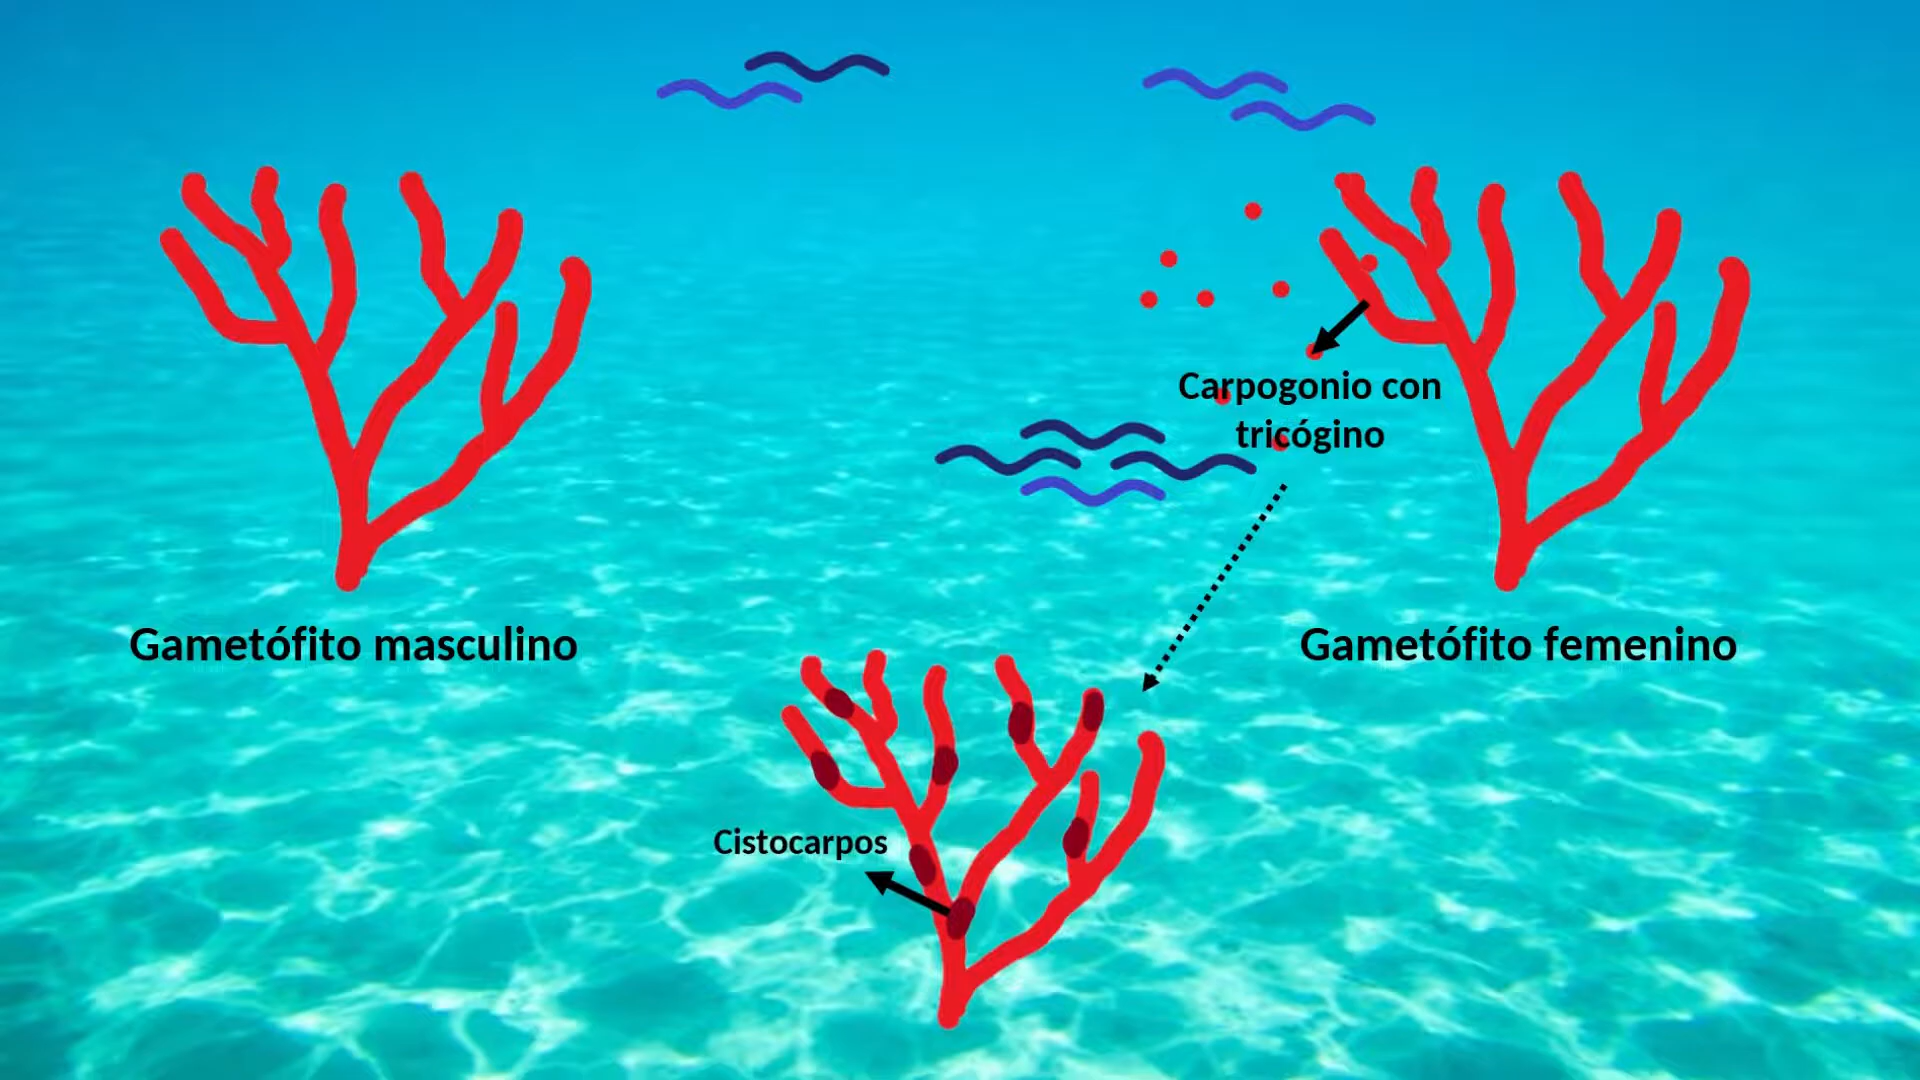 Carpogonio con
tricógino
Gametófito masculino
Gametófito femenino
Cistocarpos